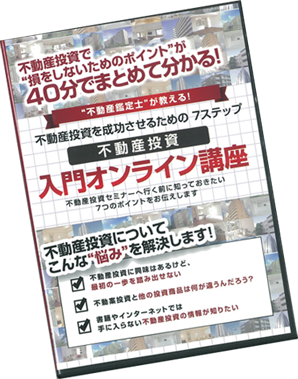 不動産投資で
“損をしないためのポイント”が
40分でまとめて分かる！
“不動産鑑定士”が教える！
不動産投資を成功させるための 7ステップ
不動産投資
入門オンライン講座
不動産投資セミナーへ行く前に知っておきたい
7つのポイントをお伝えします
不動産投資について
こんな“悩み”を解決します！
不動産投資に興味はあるけど、
最初の一歩を踏み出せない
不動産投資と他の投資商品は何が違うんだろう？
書籍やインターネットでは
手に入らない不動産投資の情報が知りたい